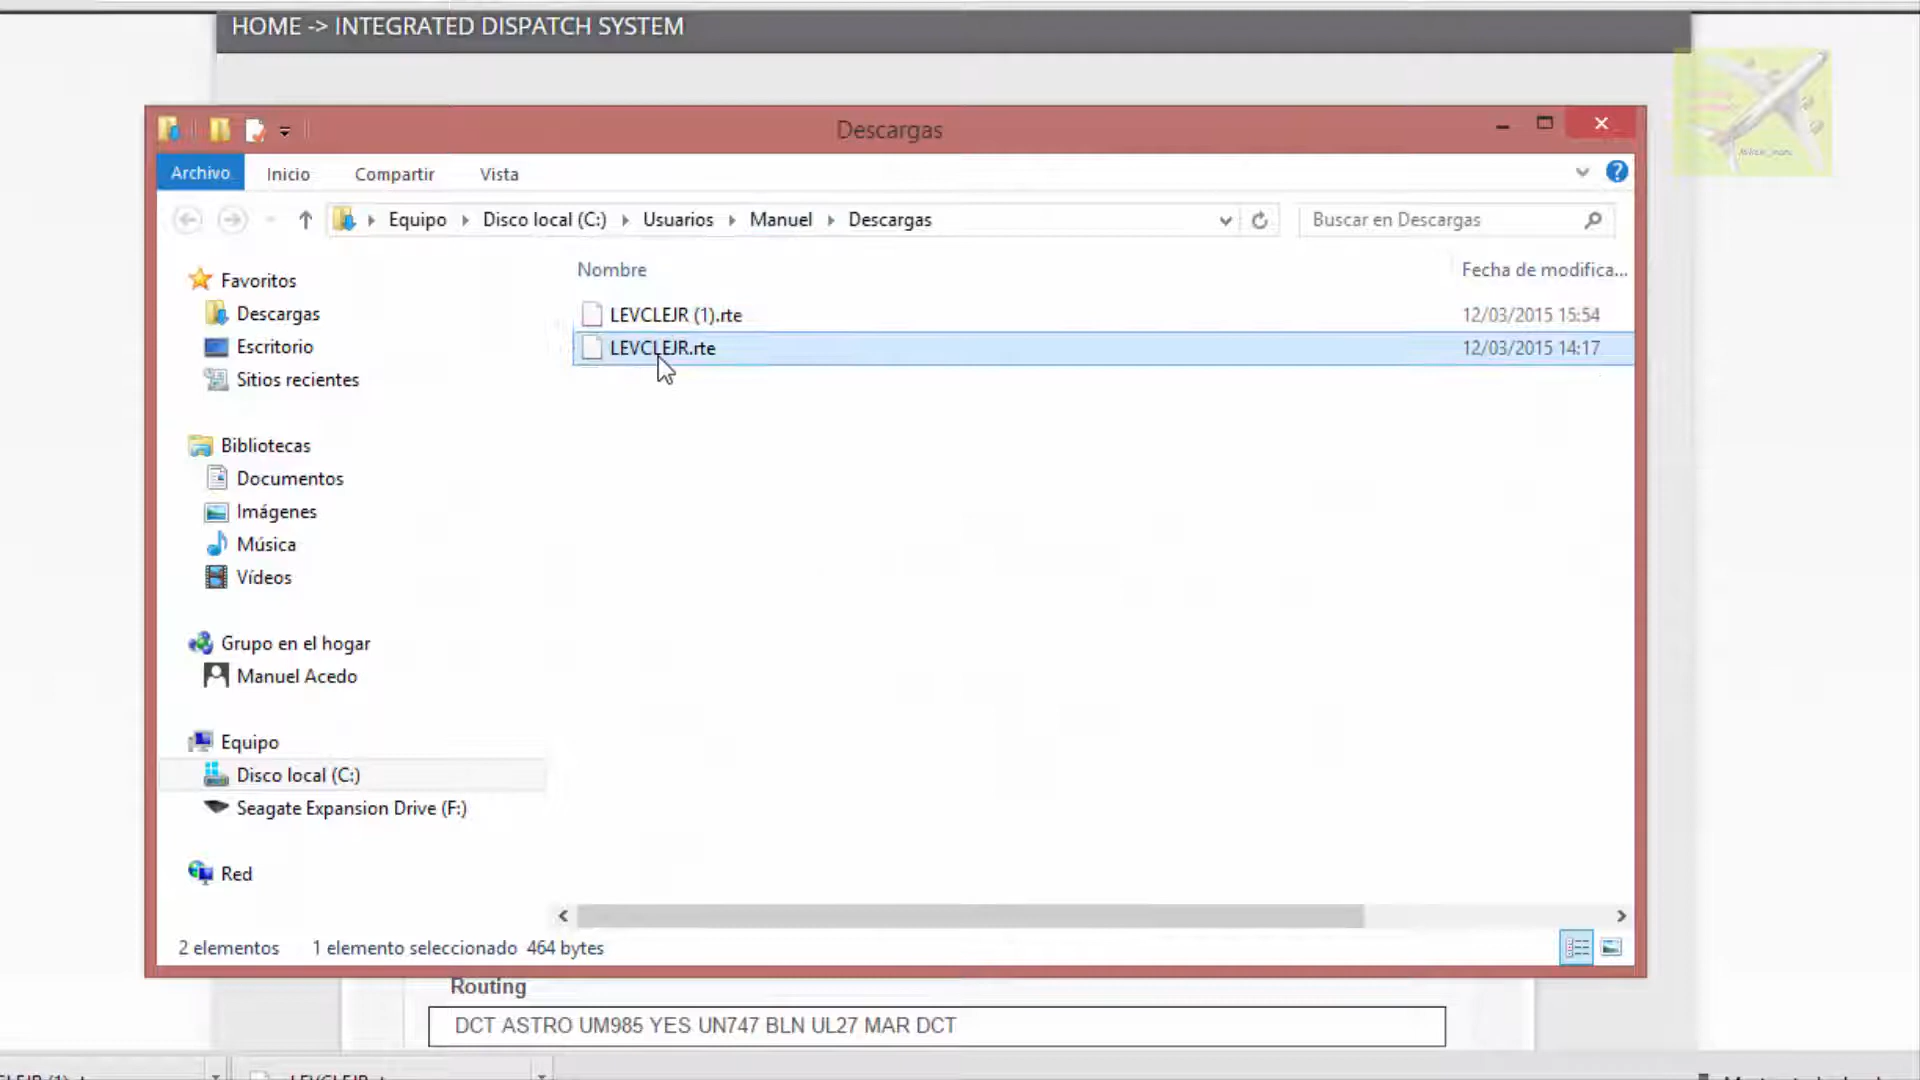 HOME -> INTEGRATED DISPATCH SYSTEM
Descargas
Archivo Inicio Compartir Vista
Equipo Disco local (C:) Usuarios Manuel Descargas
Buscar en Descargas
Nombre Fecha de modifica...
LEVCLEJR (1).rte 12/03/2015 15:54
LEVCLEJR.rte 12/03/2015 14:17
Favoritos
Descargas
Escritorio
Sitios recientes
Bibliotecas
Documentos
Imágenes
Música
Vídeos
Grupo en el hogar
Manuel Acedo
Equipo
Disco local (C:)
Seagate Expansion Drive (F:)
Red
2 elementos 1 elemento seleccionado 464 bytes
Routing
DCT ASTRO UM985 YES UN747 BLN UL27 MAR DCT